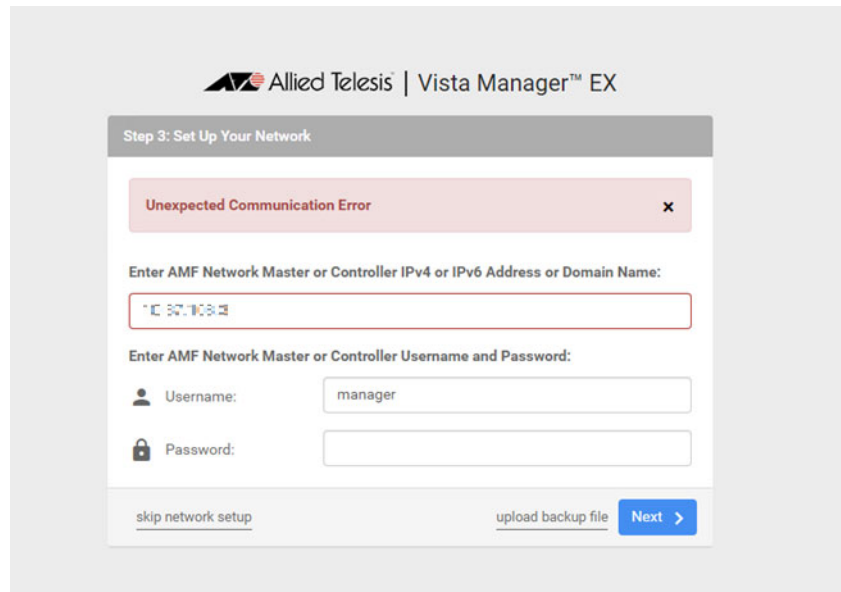 Allied Telesis | Vista Manager™ EX
Step 3: Set Up Your Network
Unexpected Communication Error ×
Enter AMF Network Master or Controller IPv4 or IPv6 Address or Domain Name:
Enter AMF Network Master or Controller Username and Password:
Username: manager
Password:
skip network setup upload backup file Next